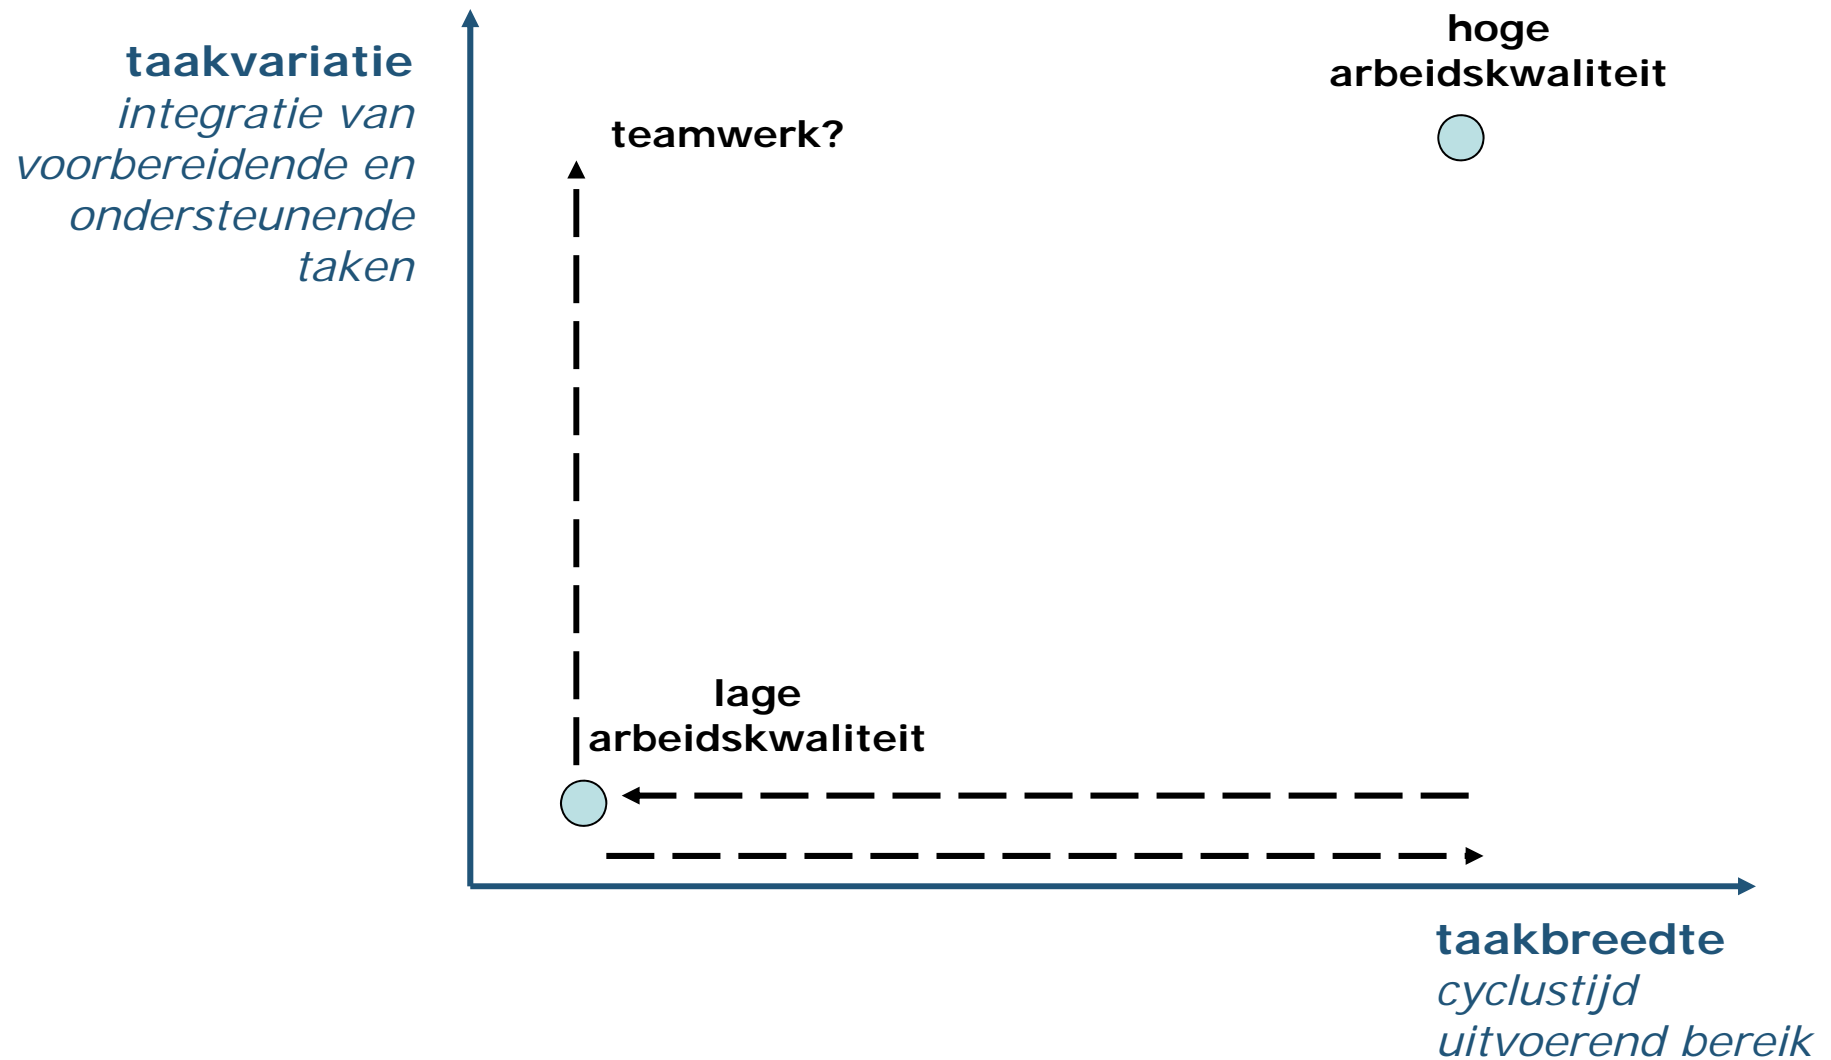 taakvariatie
integratie van
voorbereidende en
ondersteunende
taken
hoge
arbeidskwaliteit
teamwerk?
lage
arbeidskwaliteit
taakbreedte
cyclustijd
uitvoerend bereik